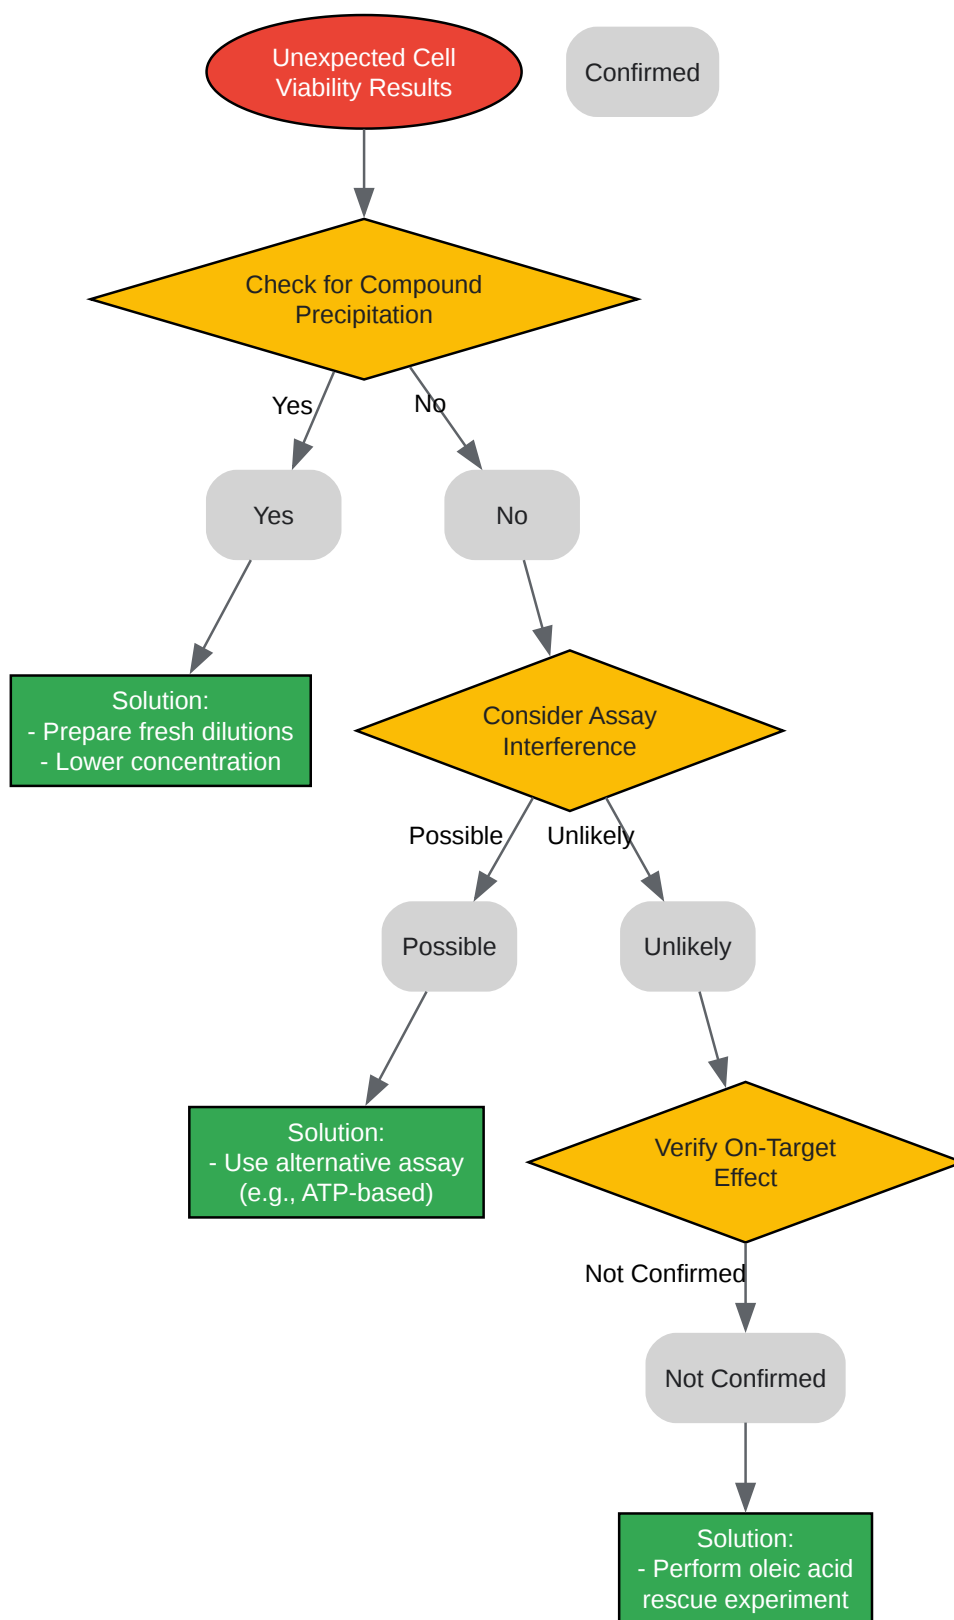 Unexpected Cell
Viability Results
Confirmed
Check for Compound
Precipitation
Yes
No
Yes
No
Solution:
- Prepare fresh dilutions
- Lower concentration
Consider Assay
Interference
Possible
Unlikely
Possible
Unlikely
Solution:
- Use alternative assay
(e.g., ATP-based)
Verify On-Target
Effect
Not Confirmed
Not Confirmed
Solution:
- Perform oleic acid
rescue experiment